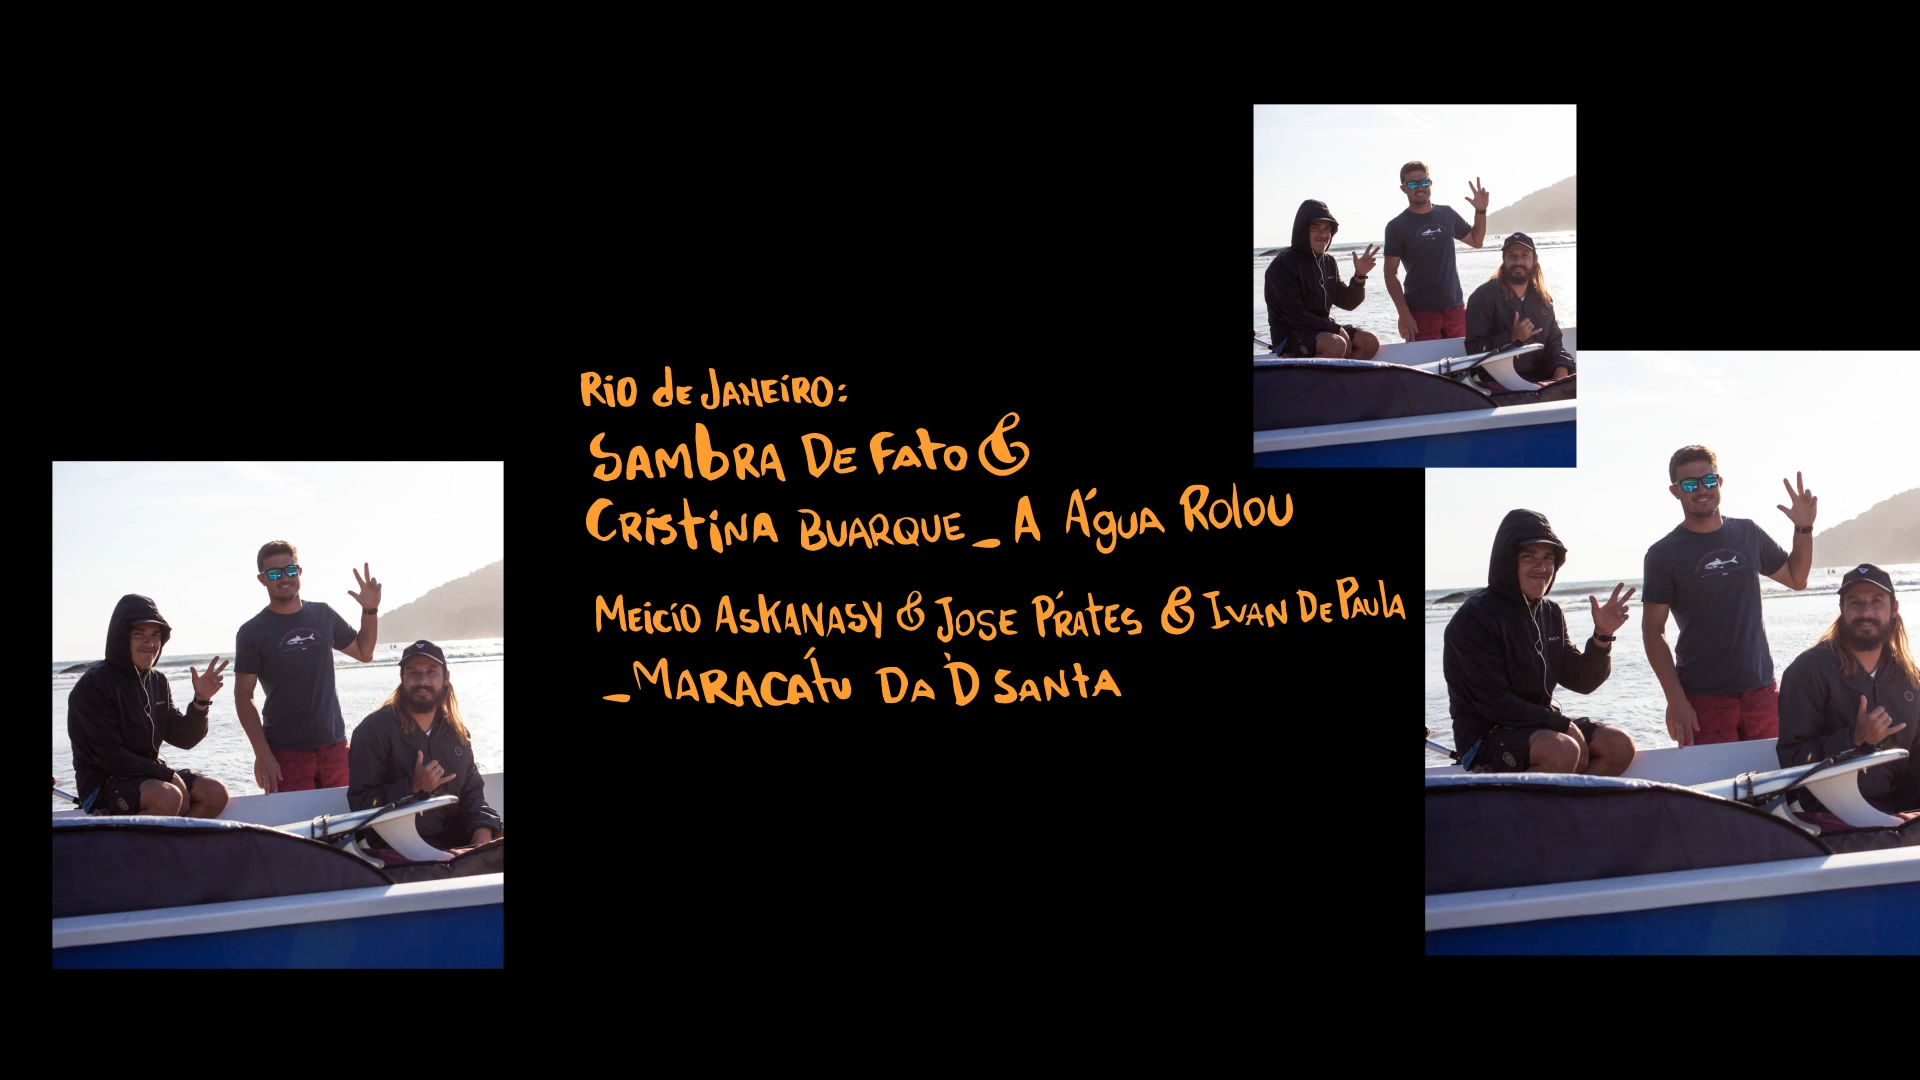 Rio de Janeiro:
Sambra De Fato &
Cristina Buarque _ A Água Rolou
Meicio Askanasy & Jose Prates & Ivan De Paula
_ Maracátu Da D Santa